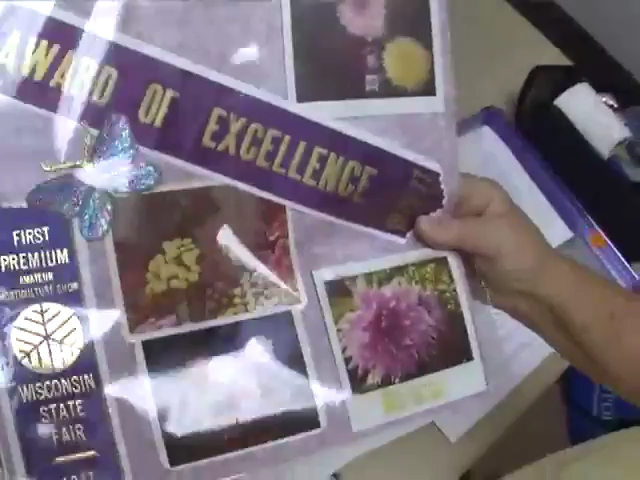 AWARD OF EXCELLENCE
FIRST
PREMIUM
AMATEUR
HORTICULTURE SHOW
WISCONSIN
STATE
FAIR